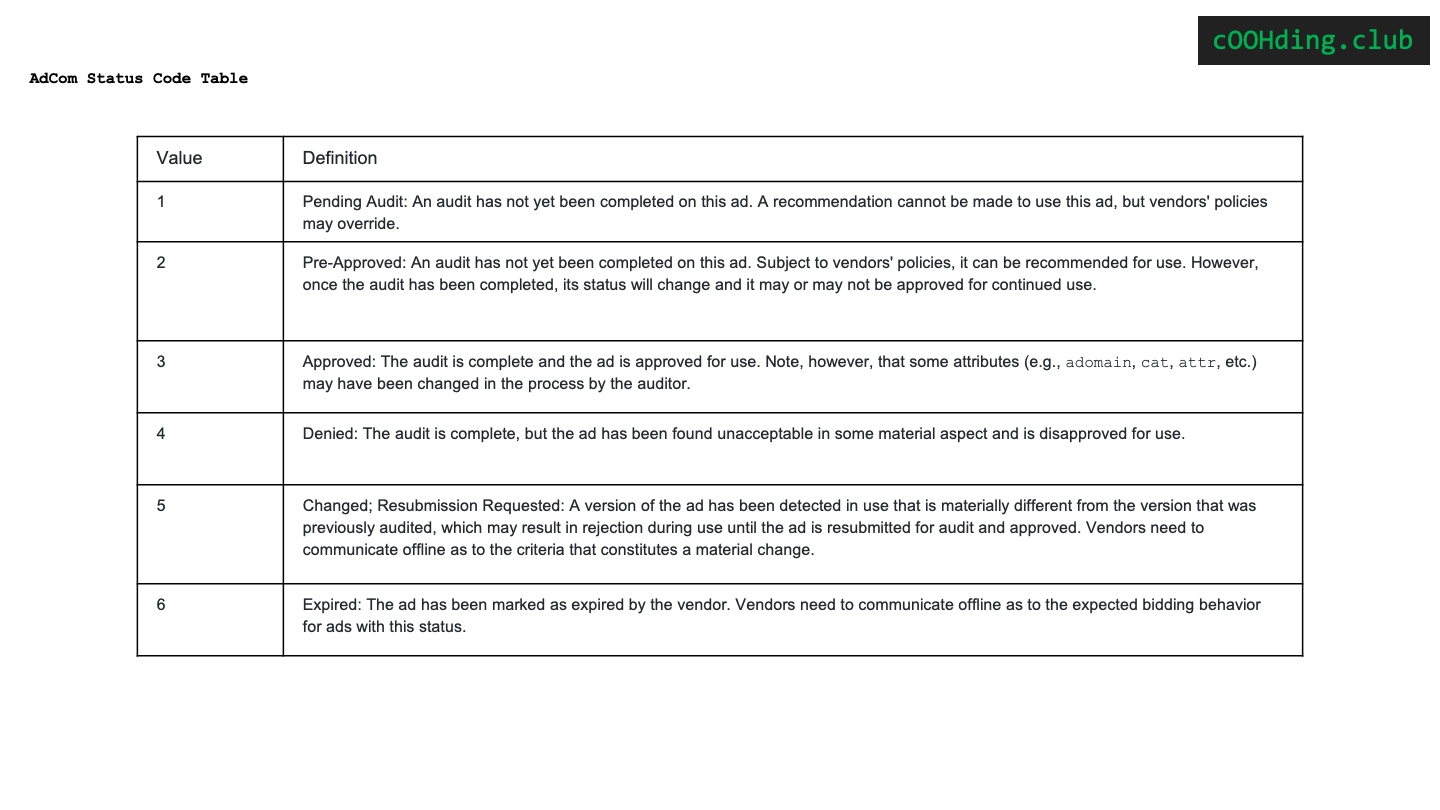 cOOHding.club
AdCom Status Code Table
Value
Definition
1
Pending Audit: An audit has not yet been completed on this ad. A recommendation cannot be made to use this ad, but vendors' policies
may override.
2
Pre-Approved: An audit has not yet been completed on this ad. Subject to vendors' policies, it can be recommended for use. However,
once the audit has been completed, its status will change and it may or may not be approved for continued use.
3
Approved: The audit is complete and the ad is approved for use. Note, however, that some attributes (e.g., adomain, cat, attr, etc.)
may have been changed in the process by the auditor.
4
Denied: The audit is complete, but the ad has been found unacceptable in some material aspect and is disapproved for use.
5
Changed; Resubmission Requested: A version of the ad has been detected in use that is materially different from the version that was
previously audited, which may result in rejection during use until the ad is resubmitted for audit and approved. Vendors need to
communicate offline as to the criteria that constitutes a material change.
6
Expired: The ad has been marked as expired by the vendor. Vendors need to communicate offline as to the expected bidding behavior
for ads with this status.